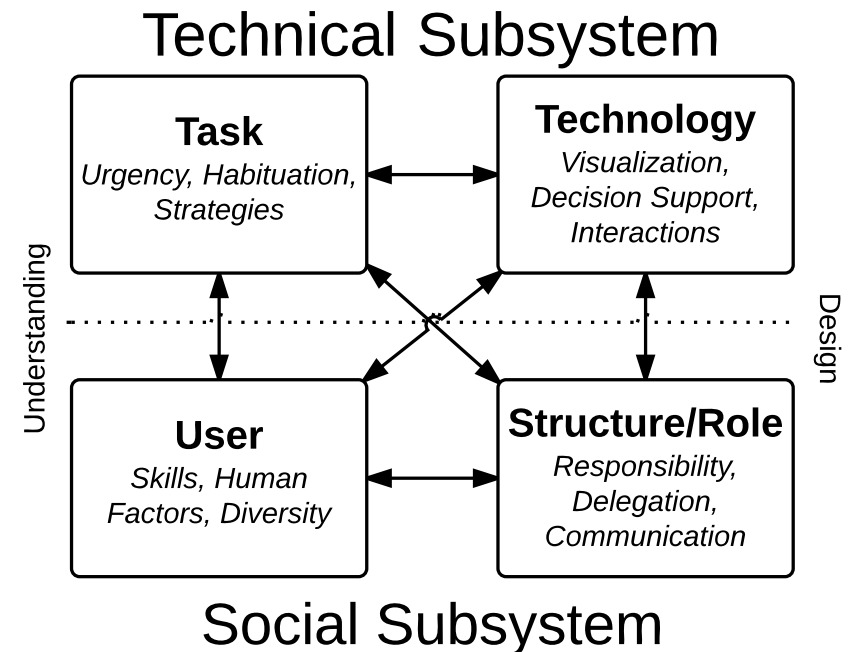 Technical Subsystem
Task
Urgency, Habituation,
Strategies
Technology
Visualization,
Decision Support,
Interactions
Understanding
Design
User
Skills, Human
Factors, Diversity
Structure/Role
Responsibility,
Delegation,
Communication
Social Subsystem